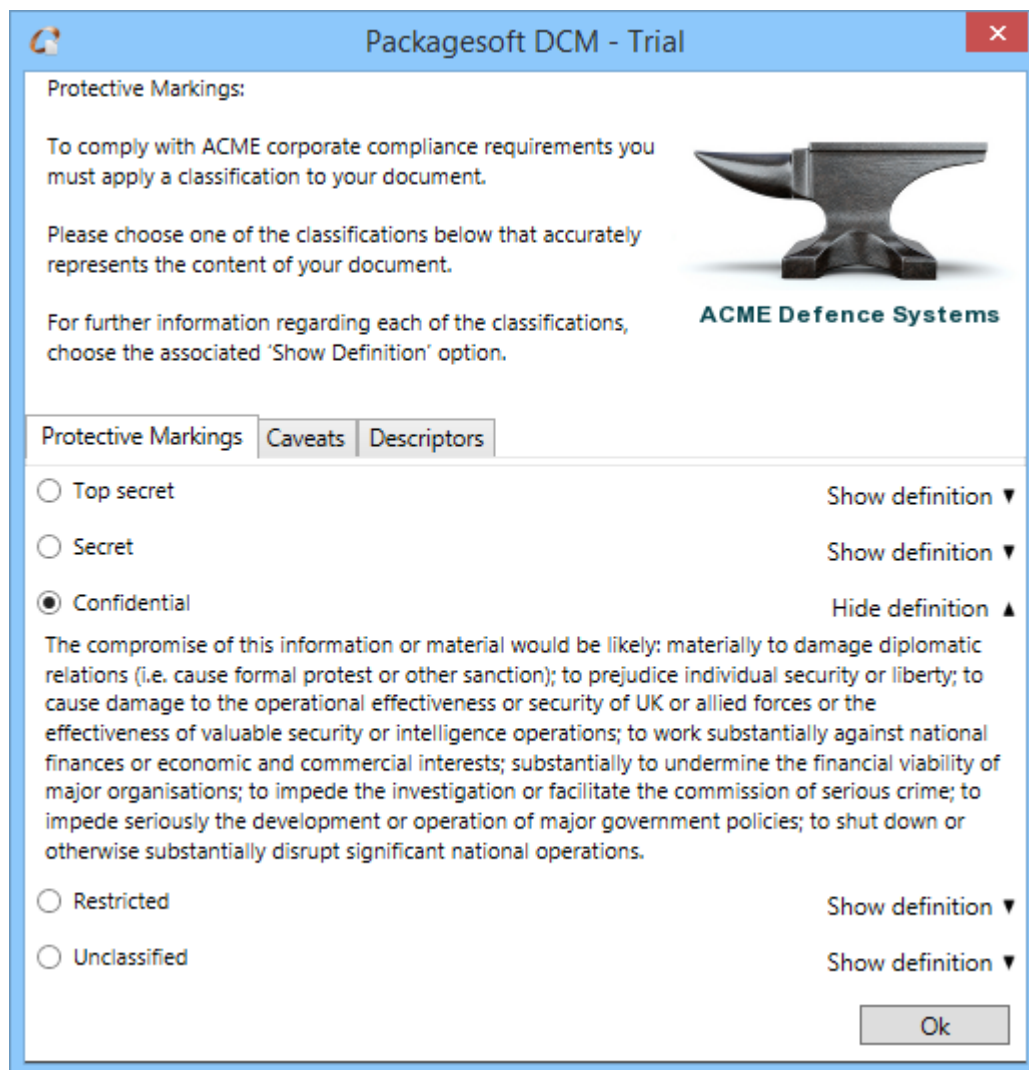 Packagesoft DCM - Trial
Protective Markings:
To comply with ACME corporate compliance requirements you
must apply a classification to your document.
Please choose one of the classifications below that accurately
represents the content of your document.
For further information regarding each of the classifications,
choose the associated ‘Show Definition’ option.
ACME Defence Systems
Protective Markings Caveats Descriptors
Top secret Show definition ▼
Secret Show definition ▼
Confidential Hide definition ▲
The compromise of this information or material would be likely: materially to damage diplomatic
relations (i.e. cause formal protest or other sanction); to prejudice individual security or liberty; to
cause damage to the operational effectiveness or security of UK or allied forces or the
effectiveness of valuable security or intelligence operations; to work substantially against national
finances or economic and commercial interests; substantially to undermine the financial viability of
major organisations; to impede the investigation or facilitate the commission of serious crime; to
impede seriously the development or operation of major government policies; to shut down or
otherwise substantially disrupt significant national operations.
Restricted Show definition ▼
Unclassified Show definition ▼
Ok